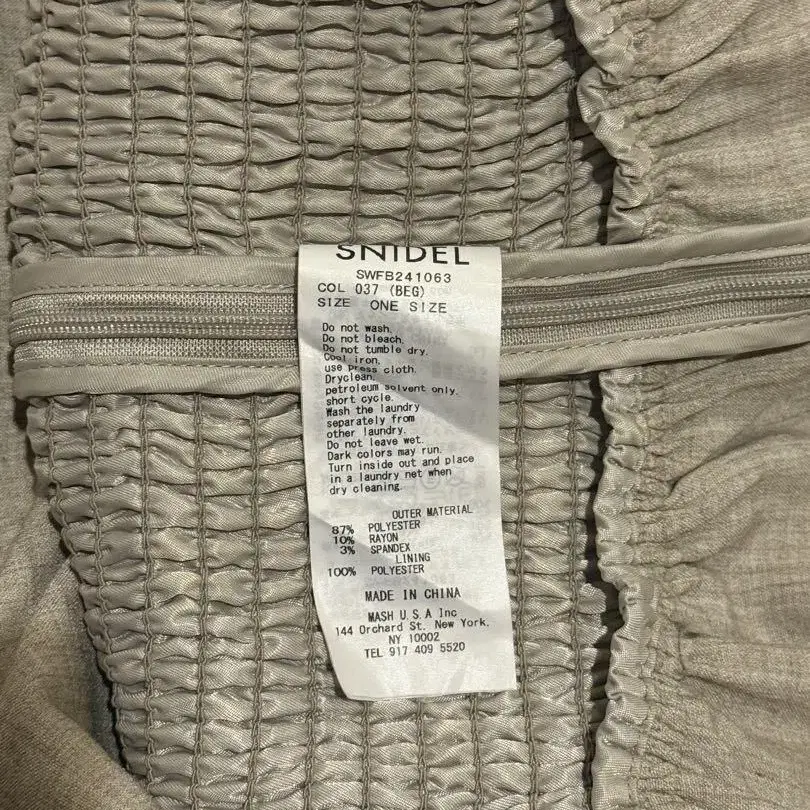 SNIDEL
SWFB241063
COL 037 (BEG)
SIZE ONE SIZE
Do not wash.
Do not bleach.
Do not tumble dry.
Cool iron.
use press cloth.
Dryclean.
petroleum solvent only.
short cycle.
Wash the laundry
separately from
other laundry.
Do not leave wet.
Dark colors may run.
Turn inside out and place
in a laundry net when
dry cleaning.
OUTER MATERIAL
87% POLYESTER
10% RAYON
3% SPANDEX
LINING
100% POLYESTER
MADE IN CHINA
MASH U.S.A Inc
144 Orchard St. New York.
NY 10002
TEL 917 409 5520